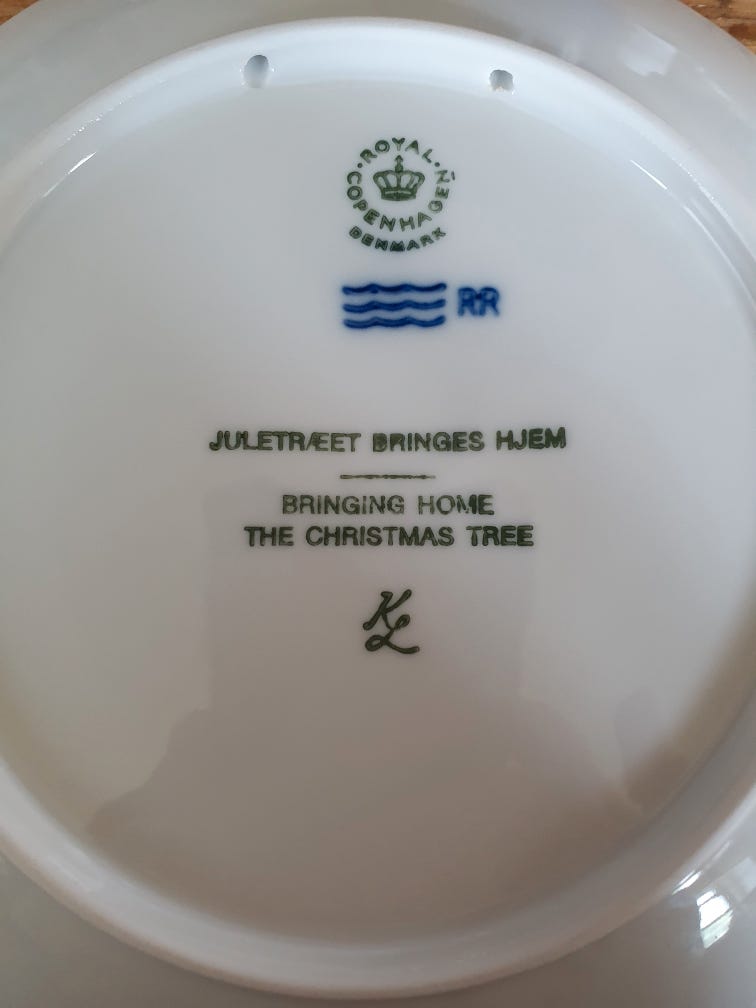 ROYAL
COPENHAGEN
DENMARK
RR
JULETRÆET BRINGES HJEM
BRINGING HOME
THE CHRISTMAS TREE
KL